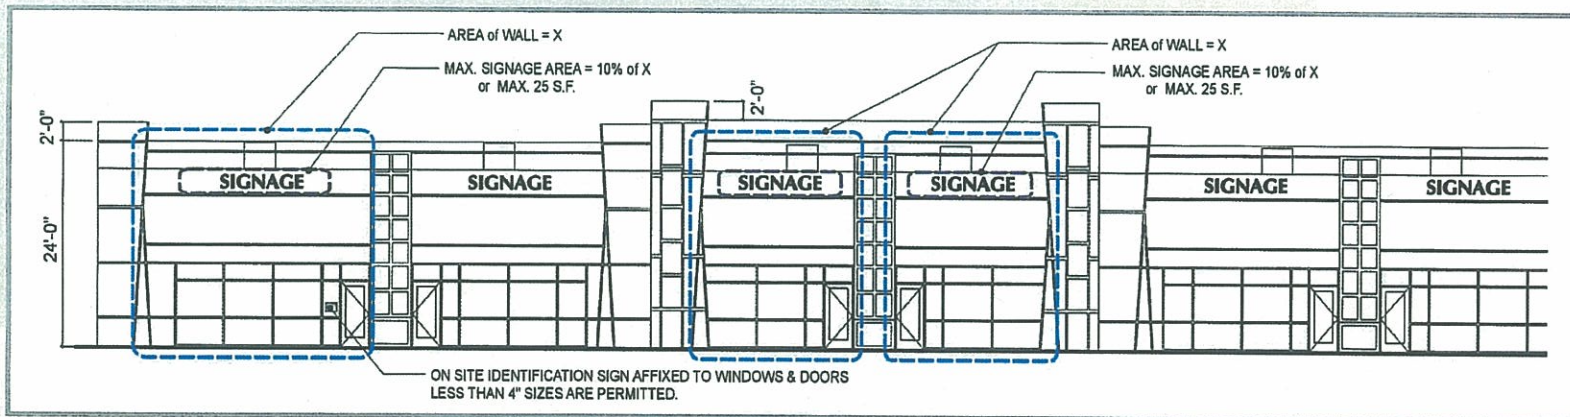 AREA of WALL = X
MAX. SIGNAGE AREA = 10% of X
or MAX. 25 S.F.
AREA of WALL = X
MAX. SIGNAGE AREA = 10% of X
or MAX. 25 S.F.
2'-0"
2'-0"
24'-0"
SIGNAGE
SIGNAGE
SIGNAGE
SIGNAGE
SIGNAGE
SIGNAGE
ON SITE IDENTIFICATION SIGN AFFIXED TO WINDOWS & DOORS
LESS THAN 4" SIZES ARE PERMITTED.